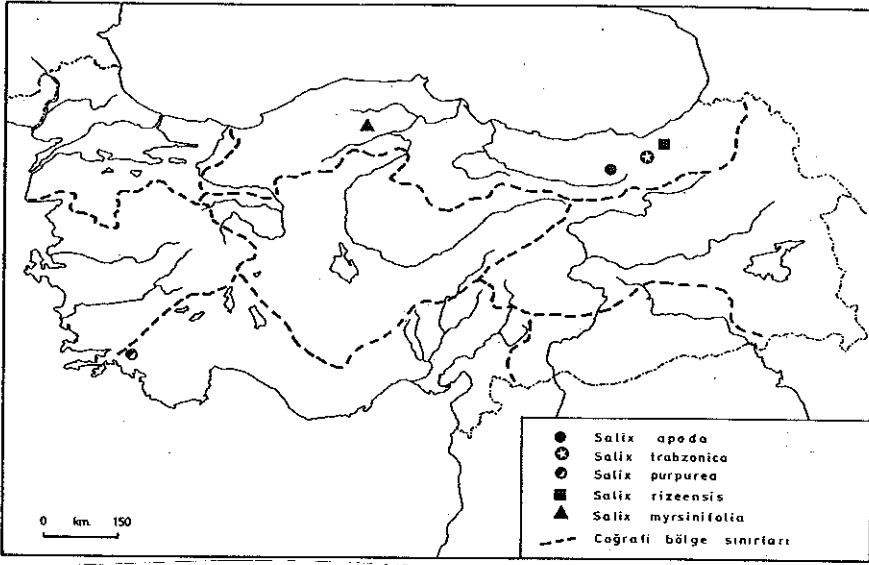 Salix apoda
Salix trabzonica
Salix purpurea
Salix rizeensis
Salix myrsinifolia
Coğrafi bölge sınırları
0 km. 150